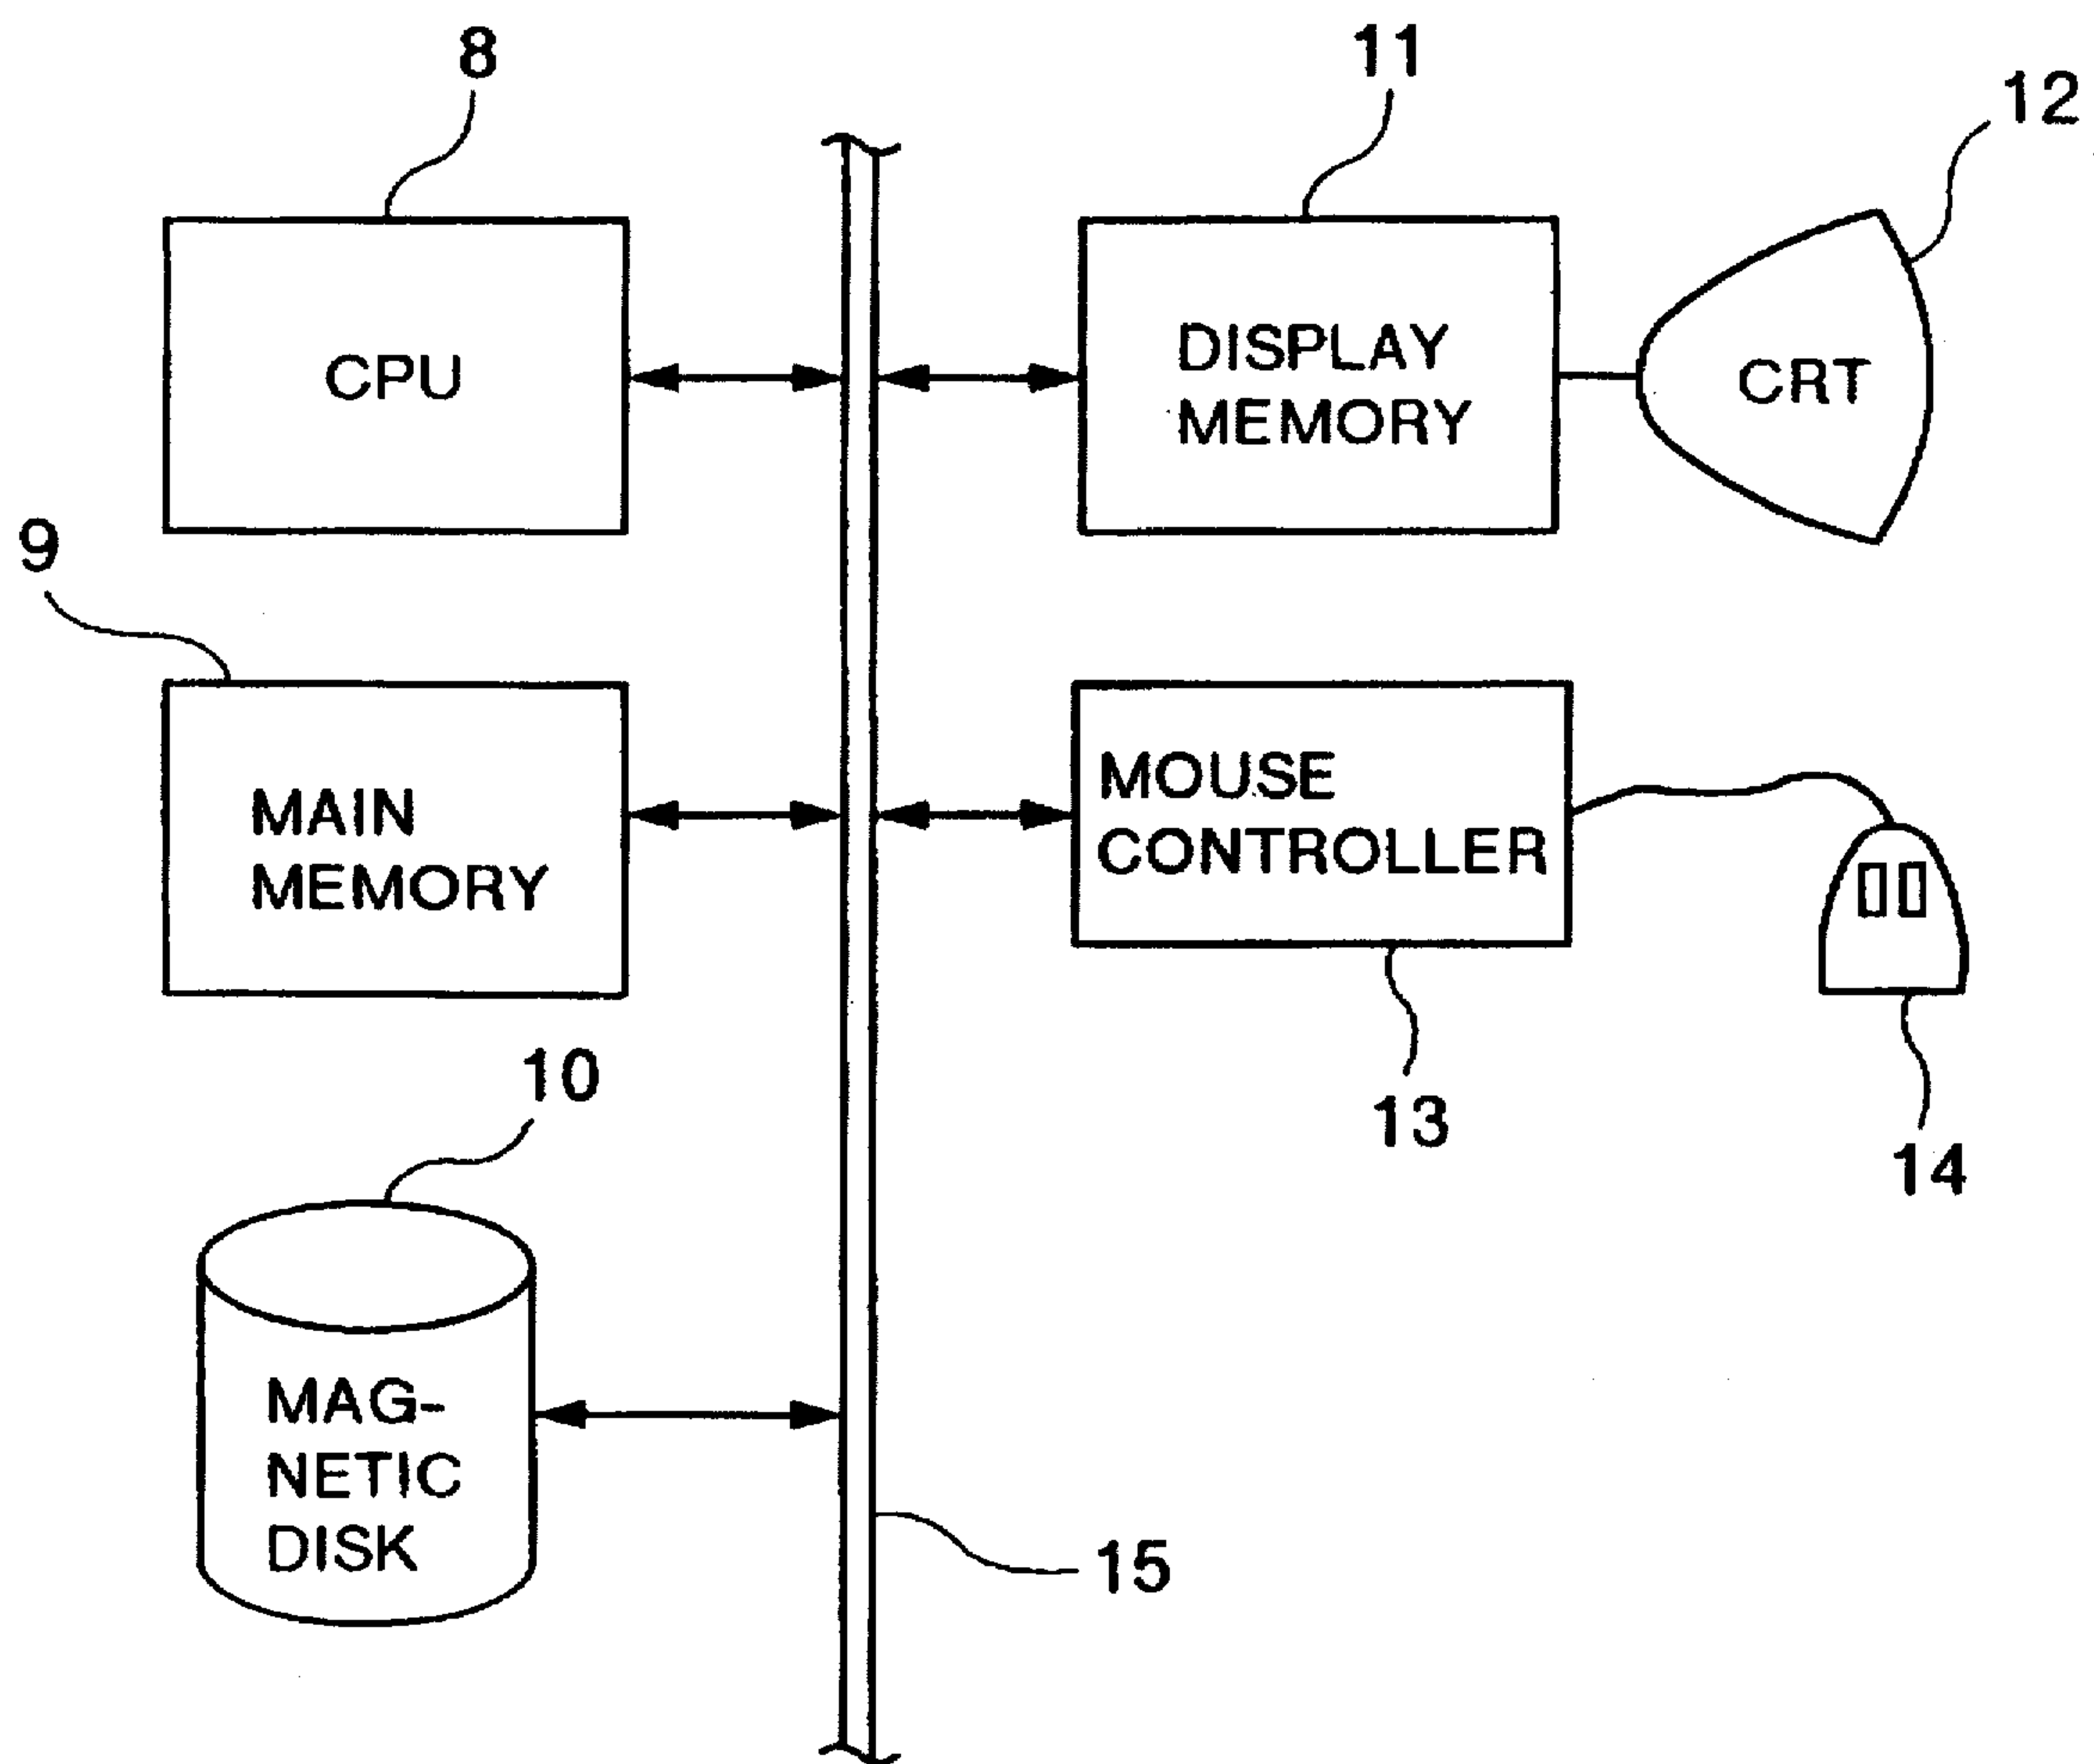 8
11
12
CPU
DISPLAY
MEMORY
CRT
9
MAIN
MEMORY
MOUSE
CONTROLLER
10
13
14
MAG-
NETIC
DISK
15